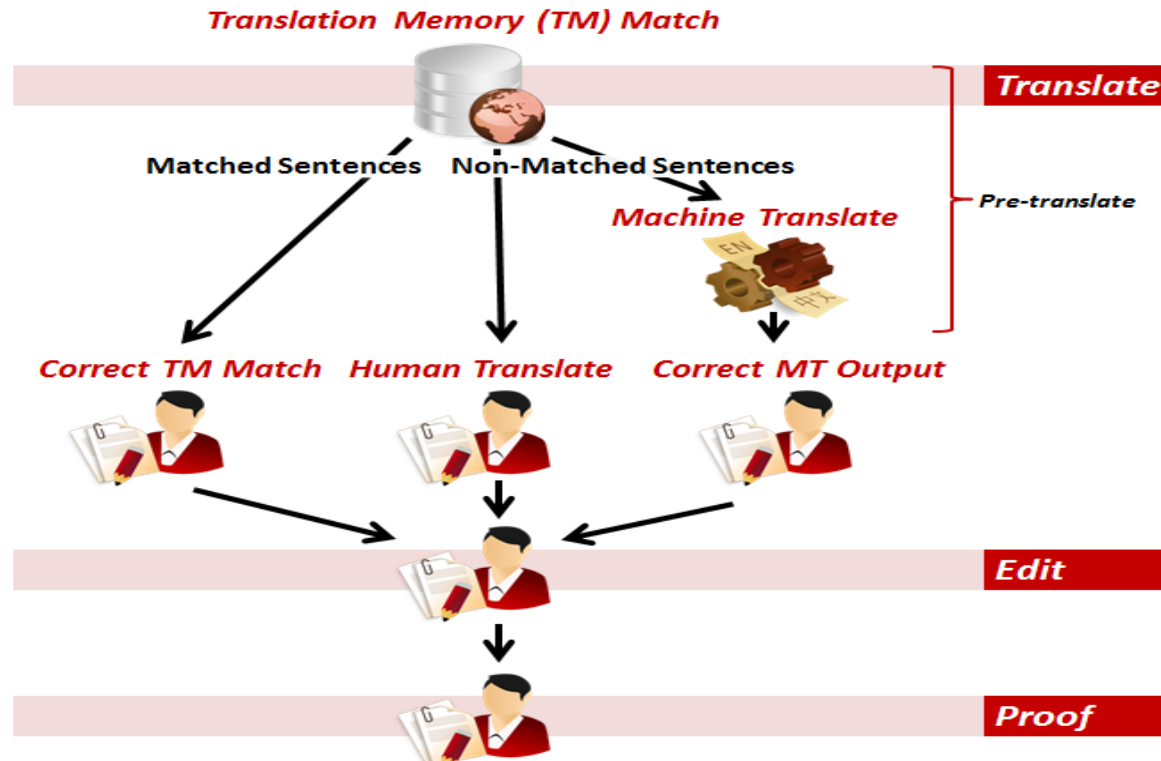 Translation Memory (TM) Match
Translate
Matched Sentences
Non-Matched Sentences
Pre-translate
Machine Translate
EN
中文
Correct TM Match
Human Translate
Correct MT Output
Edit
Proof